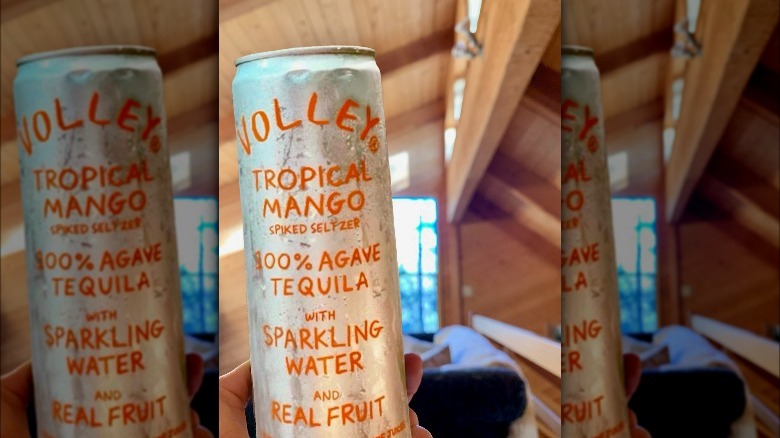 VOLLEY®
TROPICAL
MANGO
SPIKED SELTZER
100% AGAVE
TEQUILA
WITH
SPARKLING
WATER
AND
REAL FRUIT